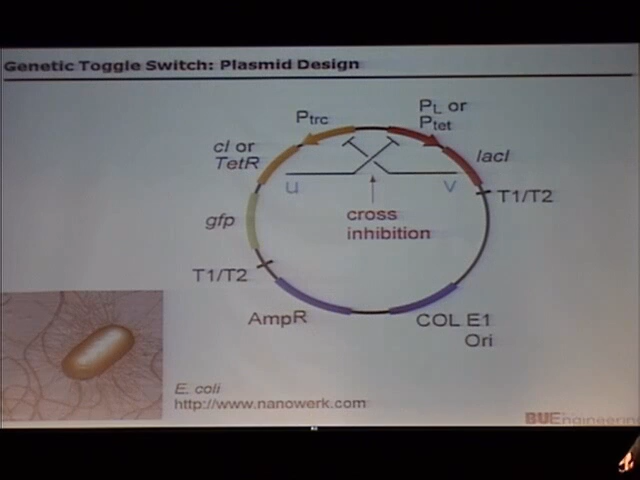 Genetic Toggle Switch: Plasmid Design
Ptrc
PL or
Ptet
cI or
TetR
lacI
u
v
T1/T2
gfp
cross
inhibition
T1/T2
AmpR
COL E1
Ori
E. coli
http://www.nanowerk.com
BUEngineering